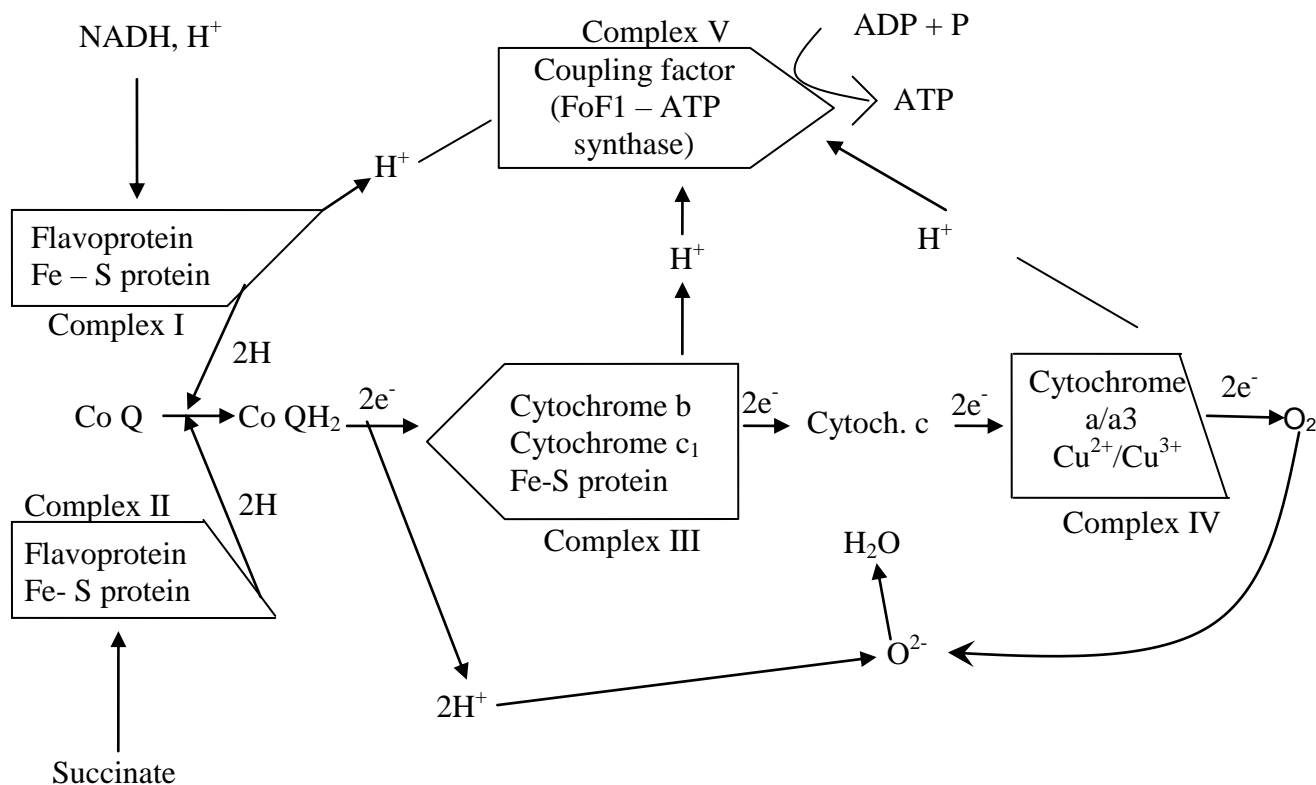 NADH, H⁺
Complex V
ADP + P
Coupling factor
(FoF1 – ATP
synthase)
ATP
H⁺
H⁺
H⁺
Flavoprotein
Fe – S protein
Complex I
2H
Co Q
Co QH₂
2e⁻
Cytochrome b
Cytochrome c₁
Fe-S protein
Complex III
2e⁻
Cytoch. c
2e⁻
Cytochrome
a/a3
Cu²⁺/Cu³⁺
Complex IV
2e⁻
O₂
2H
Complex II
Flavoprotein
Fe- S protein
H₂O
O²⁻
2H⁺
Succinate